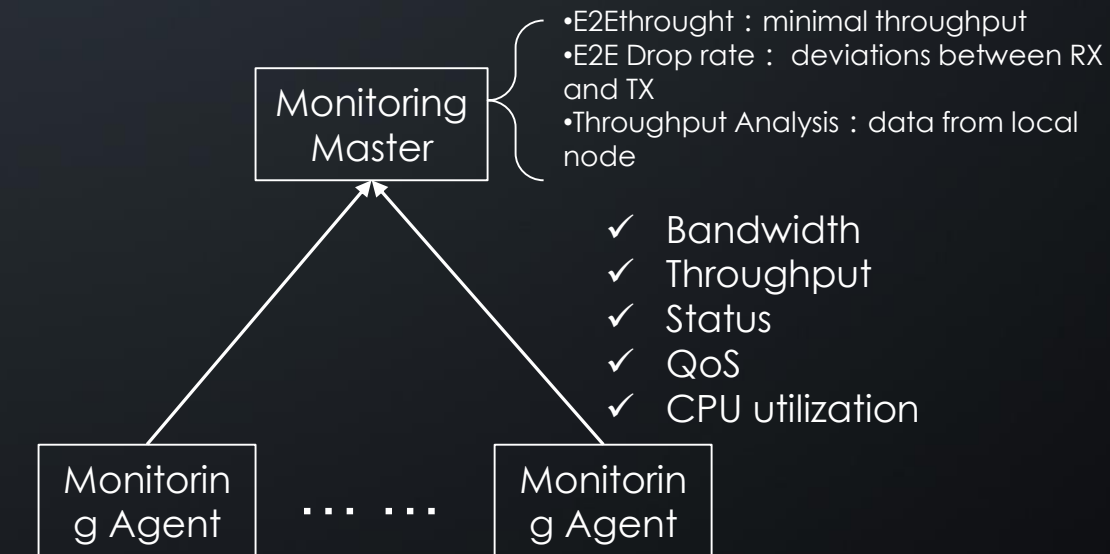 •E2Ethrought：minimal throughput
•E2E Drop rate： deviations between RX
and TX
•Throughput Analysis：data from local
node
Monitoring
Master
✓ Bandwidth
✓ Throughput
✓ Status
✓ QoS
✓ CPU utilization
Monitorin
g Agent
... ...
Monitorin
g Agent